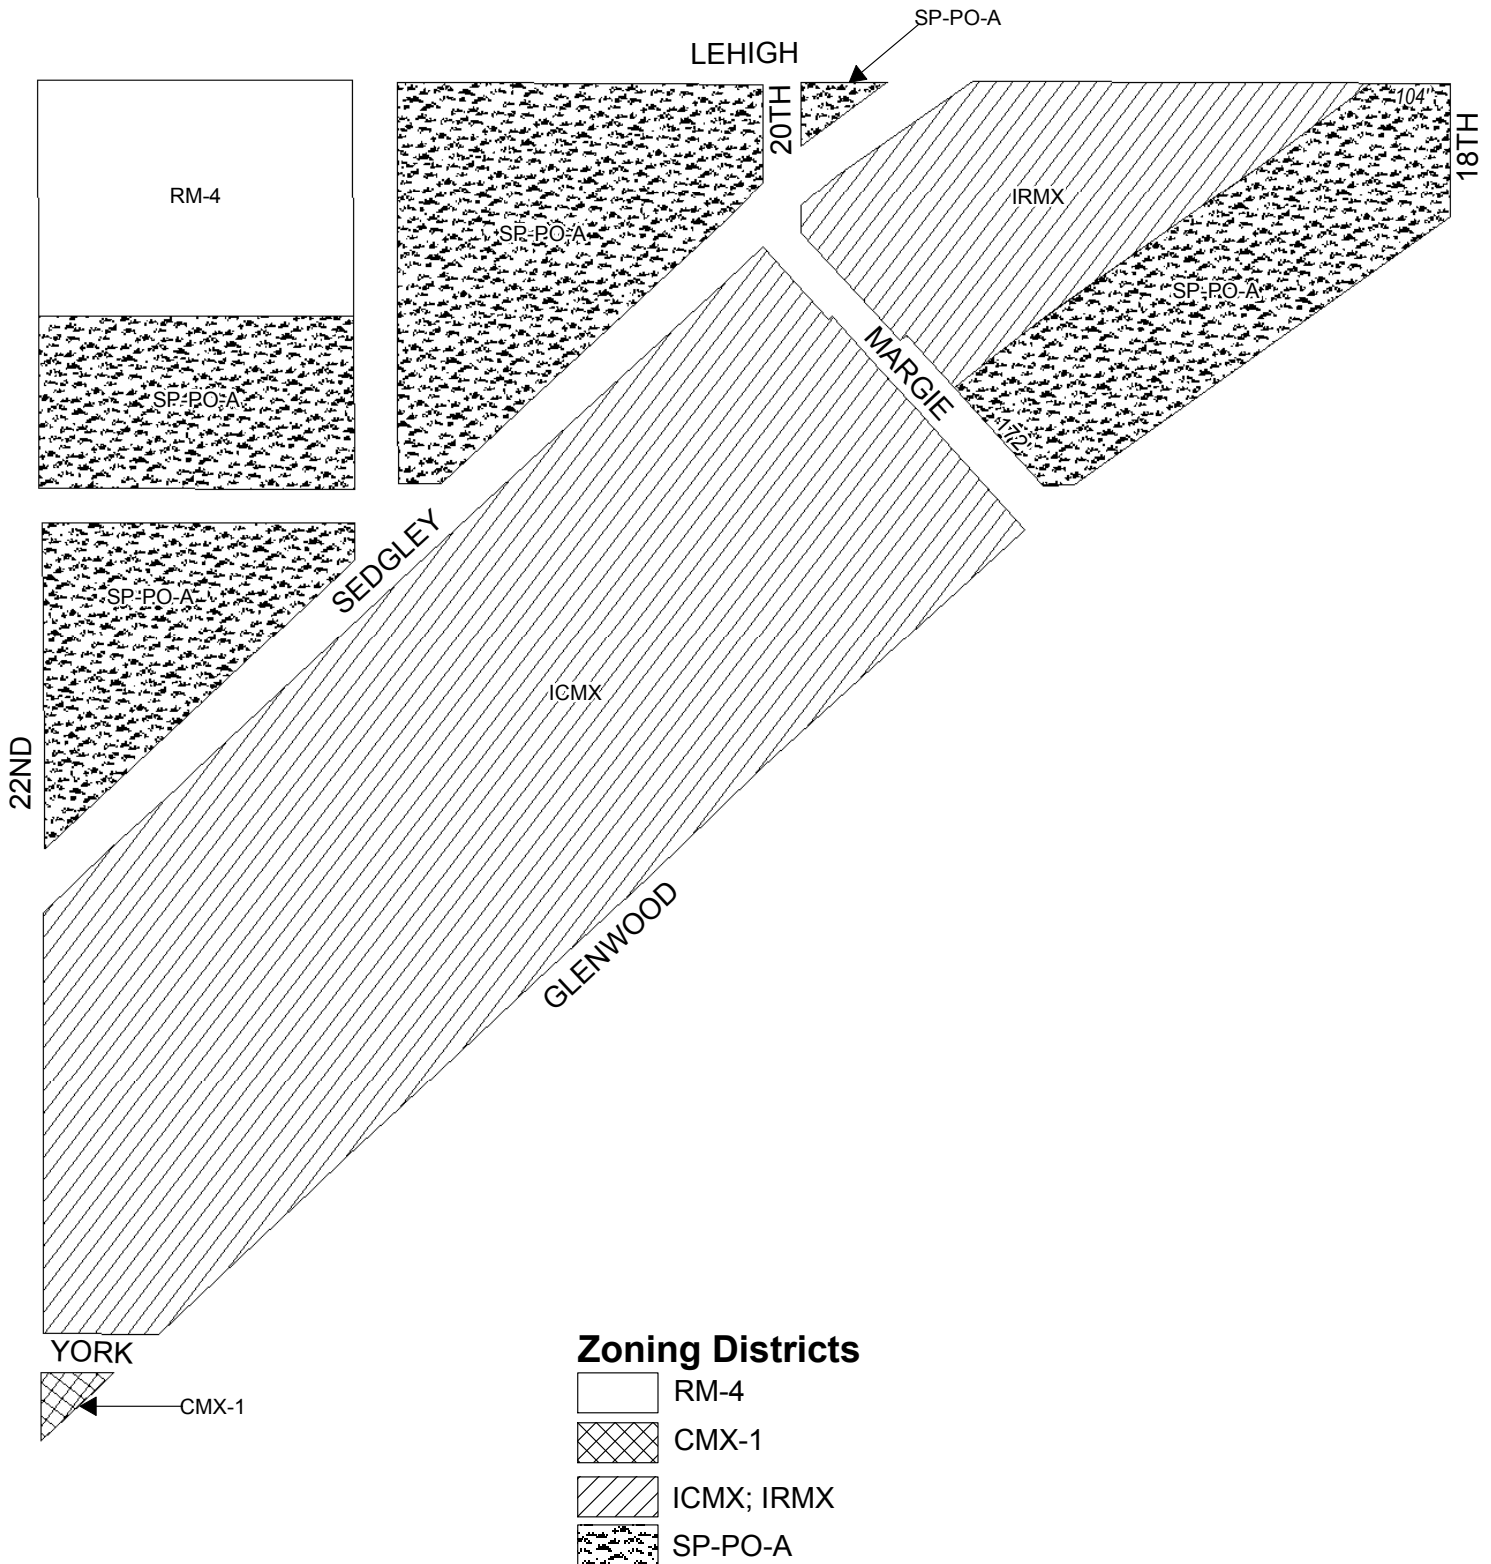 SP-PO-A
LEHIGH
20TH
104'
18TH
RM-4
IRMX
SP-PO-A
SP-PO-A
MARGIE
SP-PO-A
172'
SEDGLEY
SP-PO-A
ICMX
22ND
GLENWOOD
YORK
CMX-1
Zoning Districts
RM-4
CMX-1
ICMX; IRMX
SP-PO-A